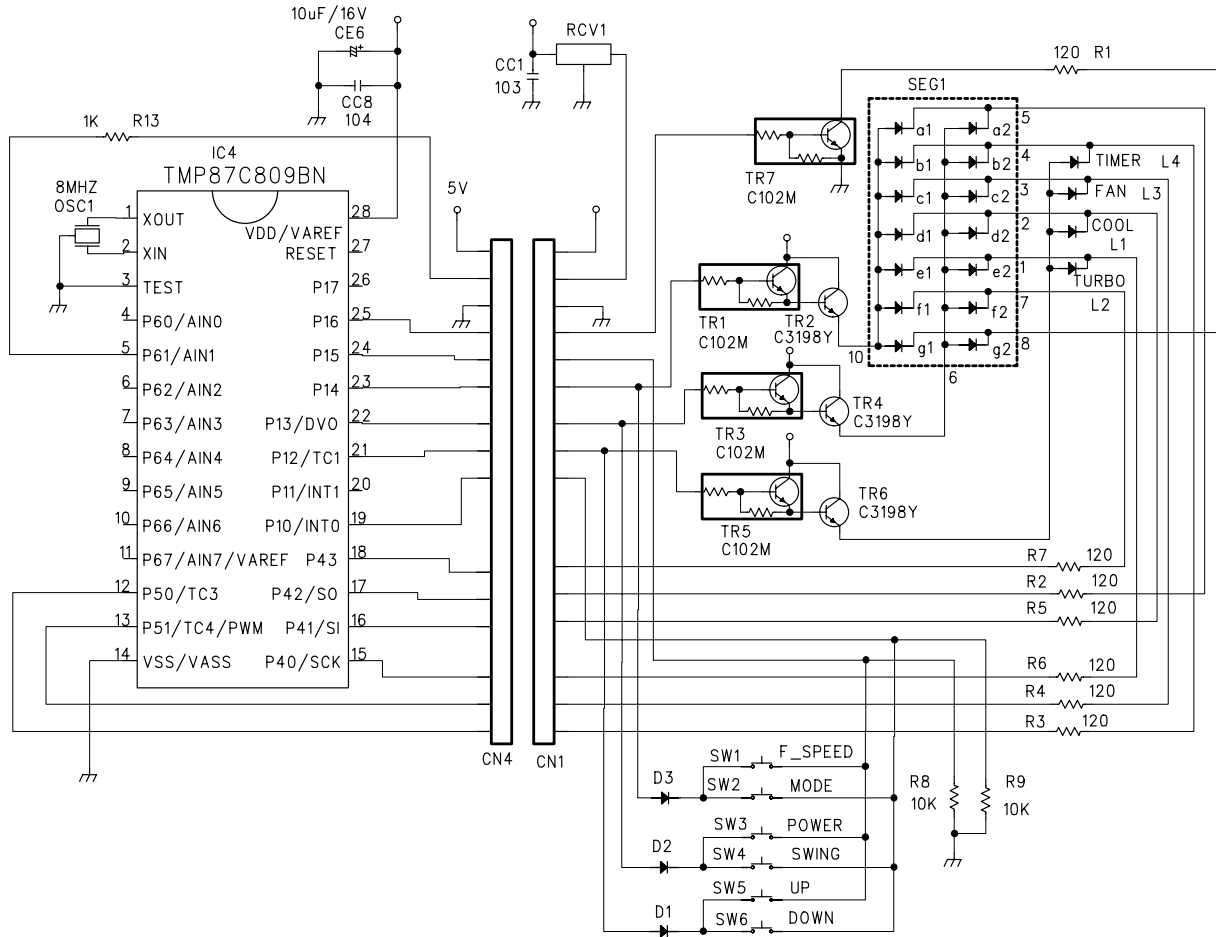 10uF/16V
CE6
CC8
104
CC1
103
RCV1
120 R1
SEG1
1K R13
IC4
TMP87C809BN
8MHZ
OSC1
1 XOUT
2 XIN
3 TEST
4 P60/AIN0
5 P61/AIN1
6 P62/AIN2
7 P63/AIN3
8 P64/AIN4
9 P65/AIN5
10 P66/AIN6
11 P67/AIN7/VAREF
12 P50/TC3
13 P51/TC4/PWM
14 VSS/VASS
VDD/VAREF 28
RESET 27
P17 26
P16 25
P15 24
P14 23
P13/DVO 22
P12/TC1 21
P11/INT1 20
P10/INT0 19
P43 18
P42/SO 17
P41/SI 16
P40/SCK 15
5V
CN4
CN1
TR7
C102M
TR1
C102M
TR2
C3198Y
TR3
C102M
TR4
C3198Y
TR5
C102M
TR6
C3198Y
a1 a2 5
b1 b2 4
c1 c2 3
d1 d2 2
e1 e2 1
f1 f2 7
g1 g2 8
10
6
TIMER L4
FAN L3
COOL
L1
TURBO
L2
R7 120
R2 120
R5 120
R6 120
R4 120
R3 120
SW1 F_SPEED
D3 SW2 MODE
SW3 POWER
D2 SW4 SWING
SW5 UP
D1 SW6 DOWN
R8
10K
R9
10K